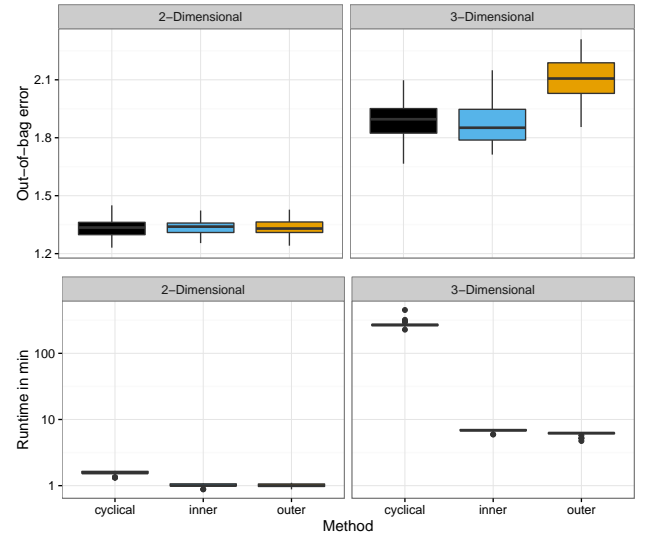 2−Dimensional
3−Dimensional
Out−of−bag error
2.1
1.8
1.5
1.2
2−Dimensional
3−Dimensional
Runtime in min
100
10
1
cyclical
inner
outer
cyclical
inner
outer
Method